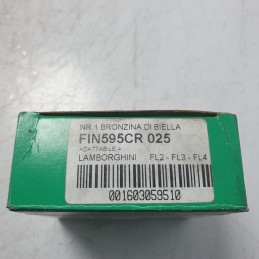 NR.1 BRONZINA DI BIELLA
FIN595CR 025
ADATTABILE A
LAMBORGHINI FL2 - FL3 - FL4
001603059510